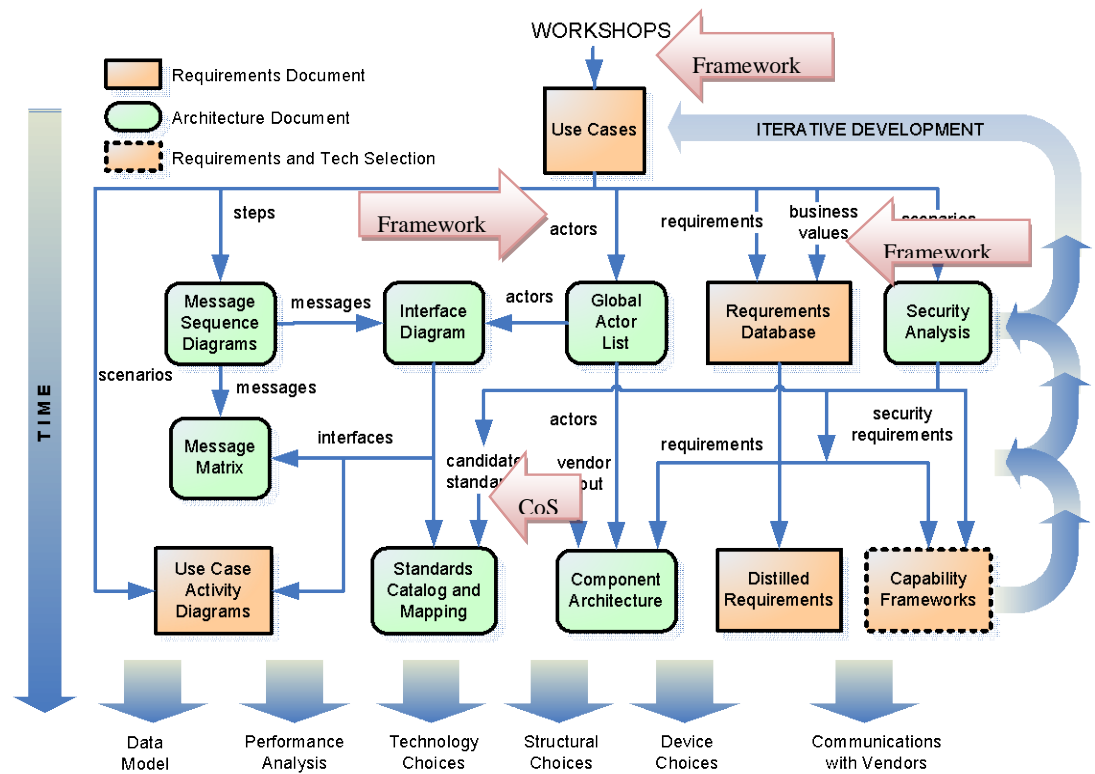 WORKSHOPS
Framework
Requirements Document
Architecture Document
Requirements and Tech Selection
Use Cases
ITERATIVE DEVELOPMENT
TIME
steps
Framework
actors
requirements
business
values
scenarios
Framework
Message
Sequence
Diagrams
messages
Interface
Diagram
actors
Global
Actor
List
Requrements
Database
Security
Analysis
scenarios
messages
Message
Matrix
interfaces
candidate
actors
vendor
requirements
security
requirements
CoS
Use Case
Activity
Diagrams
Standards
Catalog and
Mapping
Component
Architecture
Distilled
Requirements
Capability
Frameworks
Data
Model
Performance
Analysis
Technology
Choices
Structural
Choices
Device
Choices
Communications
with Vendors